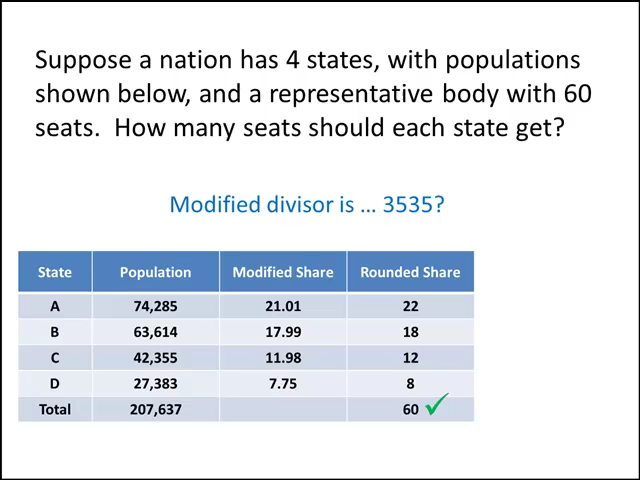 Suppose a nation has 4 states, with populations
shown below, and a representative body with 60
seats.  How many seats should each state get?
Modified divisor is … 3535?
State Population Modified Share Rounded Share
A 74,285 21.01 22
B 63,614 17.99 18
C 42,355 11.98 12
D 27,383 7.75 8
Total 207,637 60